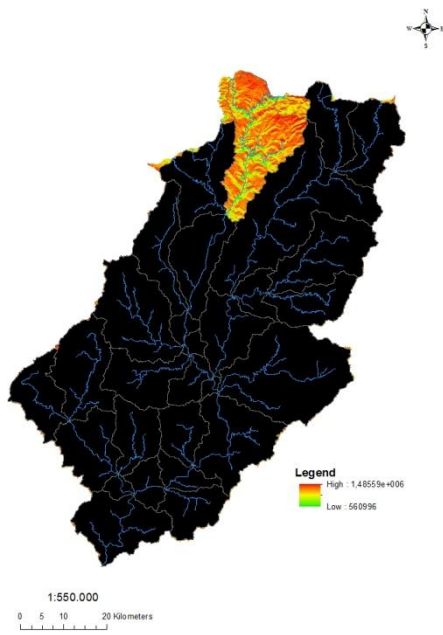 N
W E
S
Legend
High : 1,48559e+006
Low : 560996
1:550.000
0 5 10 20 Kilometers